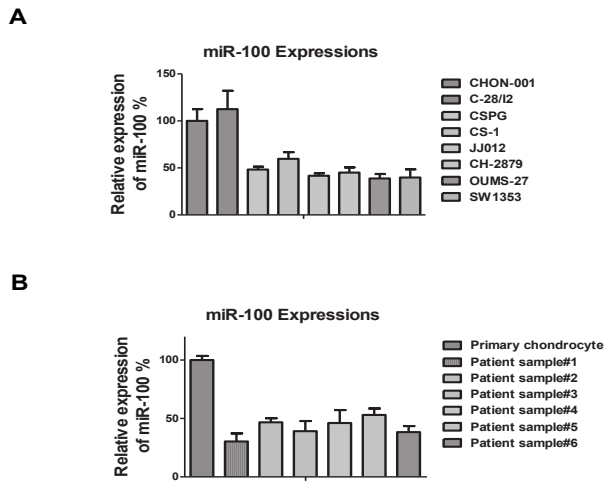 A
miR-100 Expressions
Relative expression
of miR-100 %
150
100
50
0
CHON-001
C-28/I2
CSPG
CS-1
JJ012
CH-2879
OUMS-27
SW1353
B
miR-100 Expressions
Relative expression
of miR-100 %
100
50
0
Primary chondrocyte
Patient sample#1
Patient sample#2
Patient sample#3
Patient sample#4
Patient sample#5
Patient sample#6